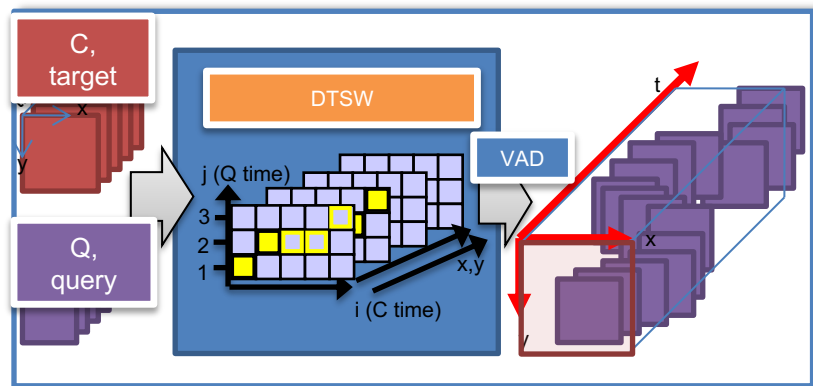 C,
target
x
y
Q,
query
DTSW
j (Q time)
3
2
1
i (C time)
x,y
VAD
t
x
y